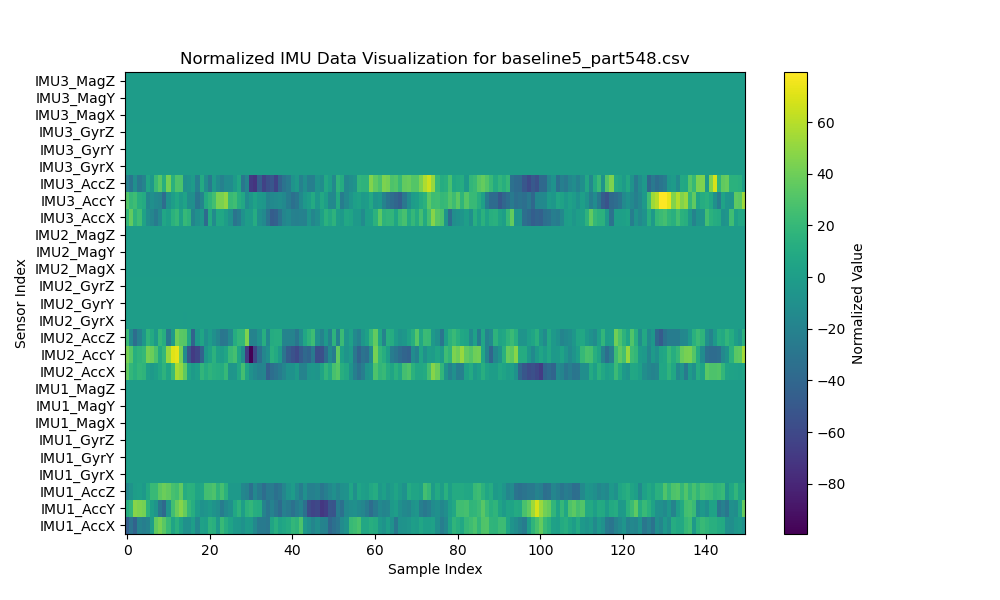 Normalized IMU Data Visualization for baseline5_part548.csv
IMU3_MagZ
IMU3_MagY
IMU3_MagX
IMU3_GyrZ
IMU3_GyrY
IMU3_GyrX
IMU3_AccZ
IMU3_AccY
IMU3_AccX
IMU2_MagZ
IMU2_MagY
IMU2_MagX
IMU2_GyrZ
IMU2_GyrY
IMU2_GyrX
IMU2_AccZ
IMU2_AccY
IMU2_AccX
IMU1_MagZ
IMU1_MagY
IMU1_MagX
IMU1_GyrZ
IMU1_GyrY
IMU1_GyrX
IMU1_AccZ
IMU1_AccY
IMU1_AccX
Sensor Index
0 20 40 60 80 100 120 140
Sample Index
60
40
20
0
−20
−40
−60
−80
Normalized Value